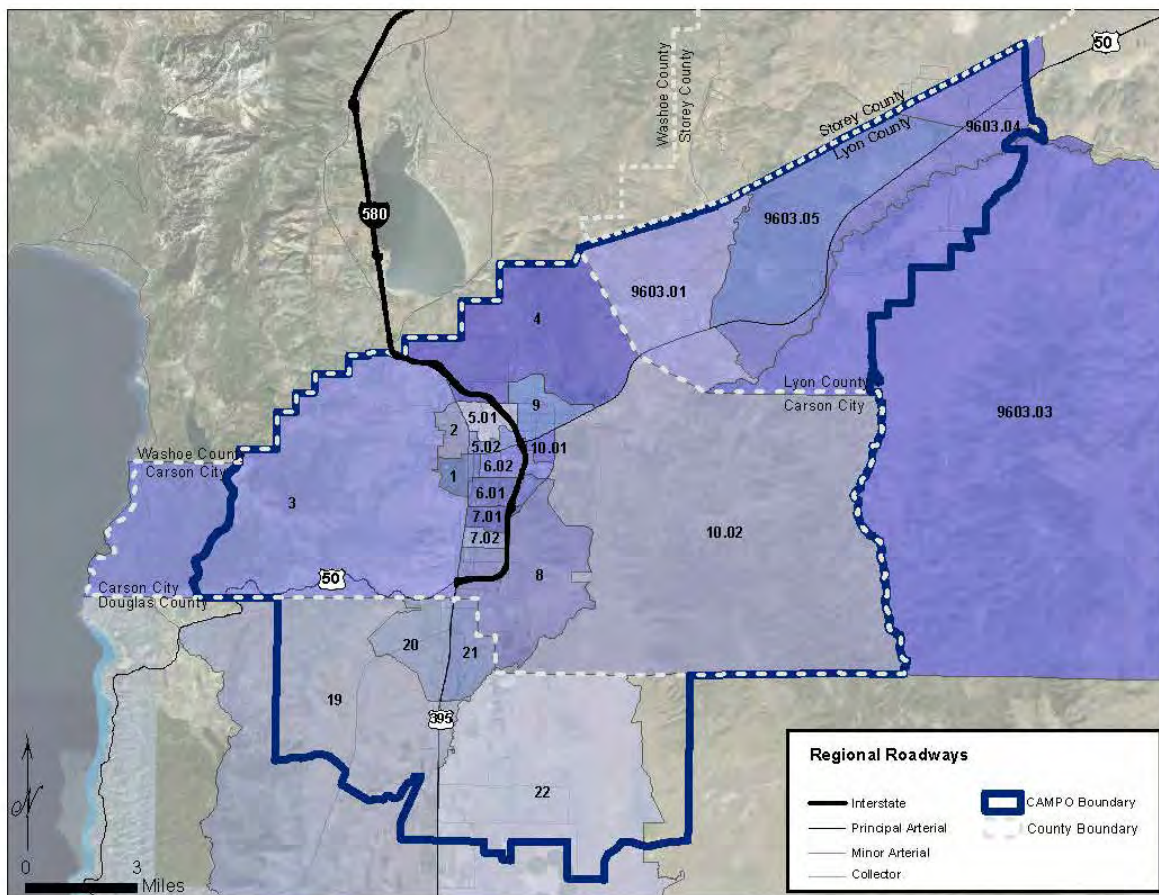 50
Washoe County
Storey County
Storey County
Lyon County
9603.04
580
9603.05
9603.01
4
Lyon County
Carson City
9603.03
9
5.01
2
5.02
10.01
6.02
1
6.01
7.01
7.02
Washoe County
Carson City
3
10.02
8
50
Carson City
Douglas County
20
21
19
395
22
N
0 3
Miles
Regional Roadways
Interstate
Principal Arterial
Minor Arterial
Collector
CAMPO Boundary
County Boundary